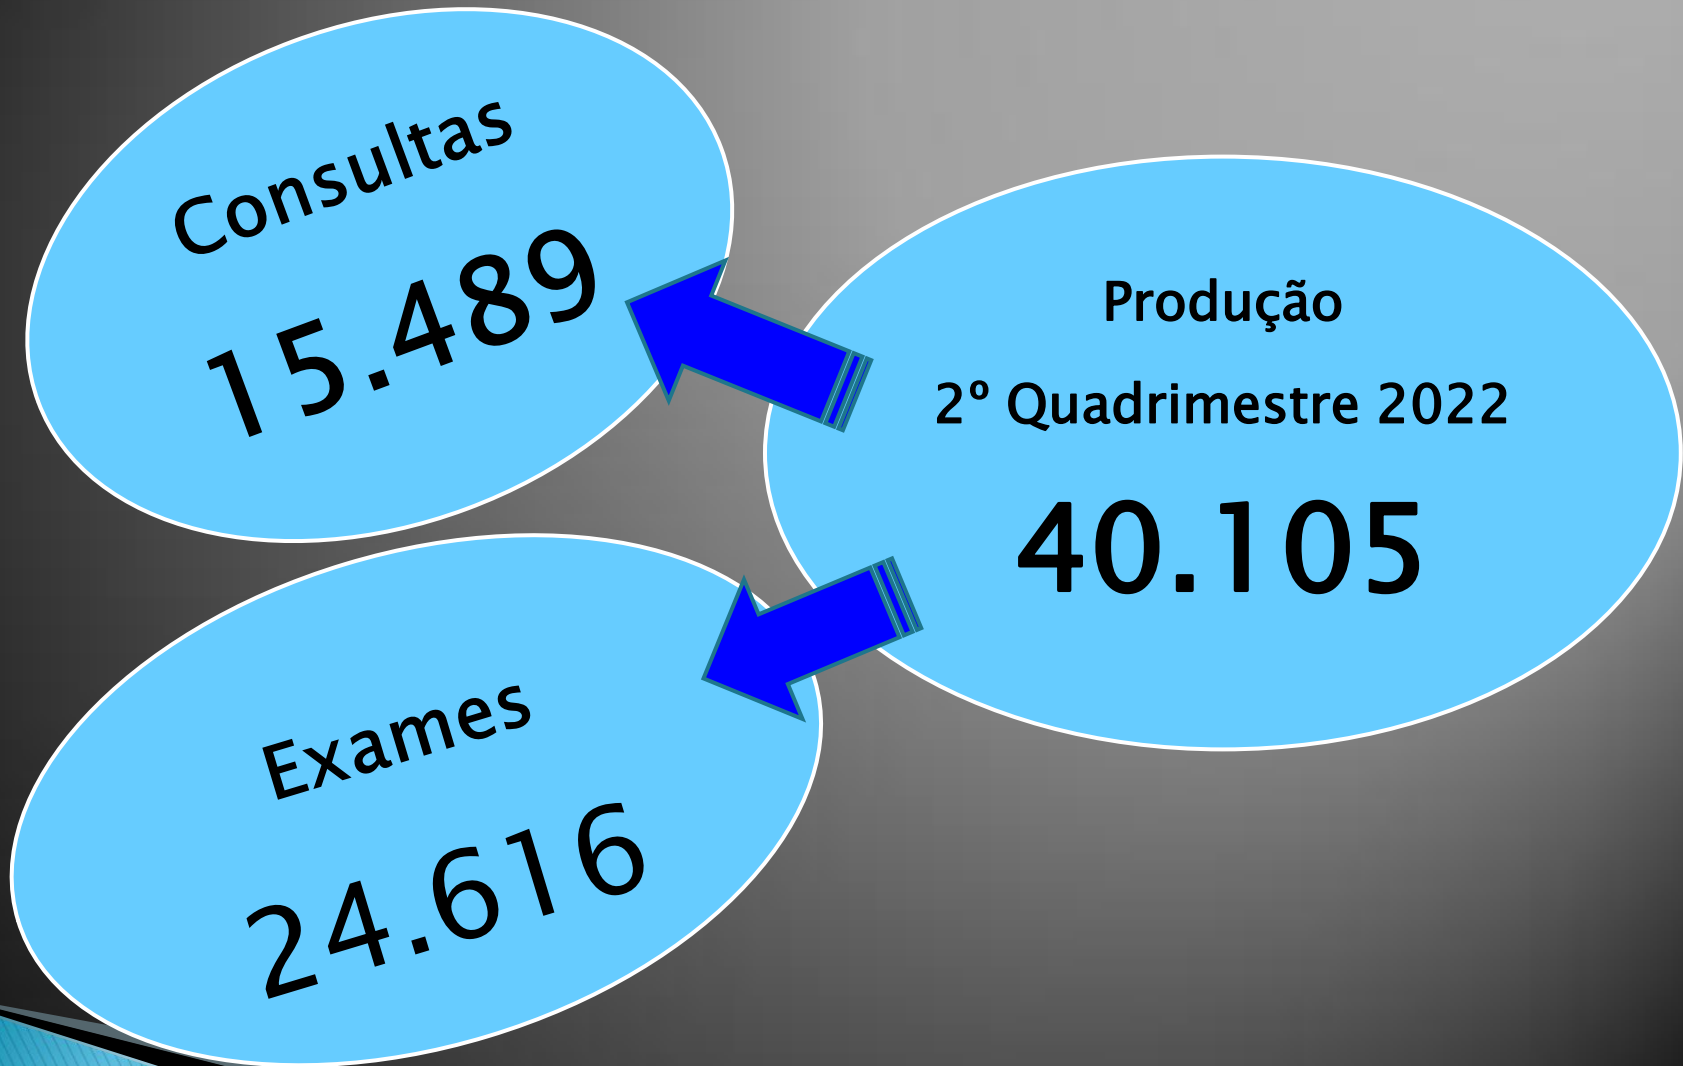 Consultas
15.489
Produção
2º Quadrimestre 2022
40.105
Exames
24.616